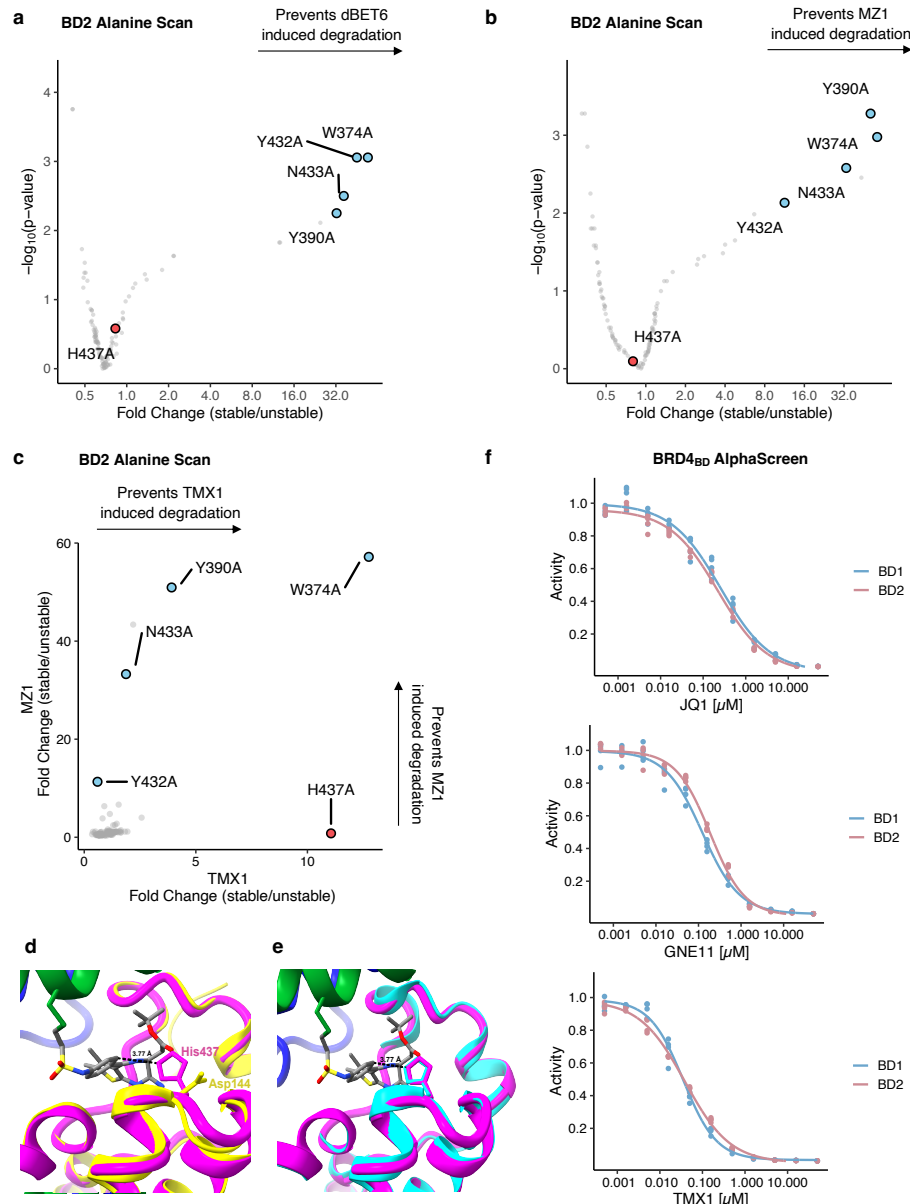 a
BD2 Alanine Scan
Prevents dBET6
induced degradation
−log10(p−value)
4
3
2
1
0
Y432A
W374A
N433A
Y390A
H437A
0.5 1.0 2.0 4.0 8.0 16.0 32.0
Fold Change (stable/unstable)
b
BD2 Alanine Scan
Prevents MZ1
induced degradation
−log10(p−value)
3
2
1
0
Y390A
W374A
N433A
Y432A
H437A
0.5 1.0 2.0 4.0 8.0 16.0 32.0
Fold Change (stable/unstable)
c
BD2 Alanine Scan
Prevents TMX1
induced degradation
MZ1
Fold Change (stable/unstable)
60
40
20
0
Y390A
W374A
N433A
Y432A
H437A
Prevents MZ1
induced degradation
0 5 10
TMX1
Fold Change (stable/unstable)
d
3.77 Å
His437
Asp144
e
3.77 Å
f
BRD4BD AlphaScreen
Activity
1.0
0.8
0.6
0.4
0.2
BD1
BD2
0.001 0.010 0.100 1.000 10.000
JQ1 [µM]
Activity
1.0
0.8
0.6
0.4
0.2
BD1
BD2
0.001 0.010 0.100 1.000 10.000
GNE11 [µM]
Activity
1.0
0.8
0.6
0.4
0.2
BD1
BD2
0.001 0.010 0.100 1.000 10.000
TMX1 [µM]